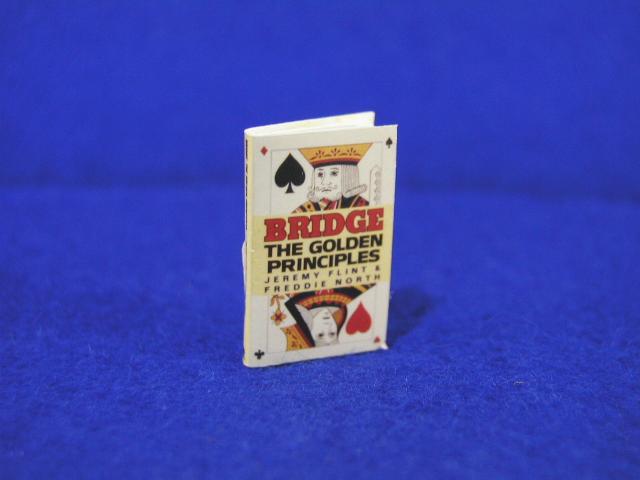 BRIDGE
THE GOLDEN
PRINCIPLES
JEREMY FLINT &
FREDDIE NORTH